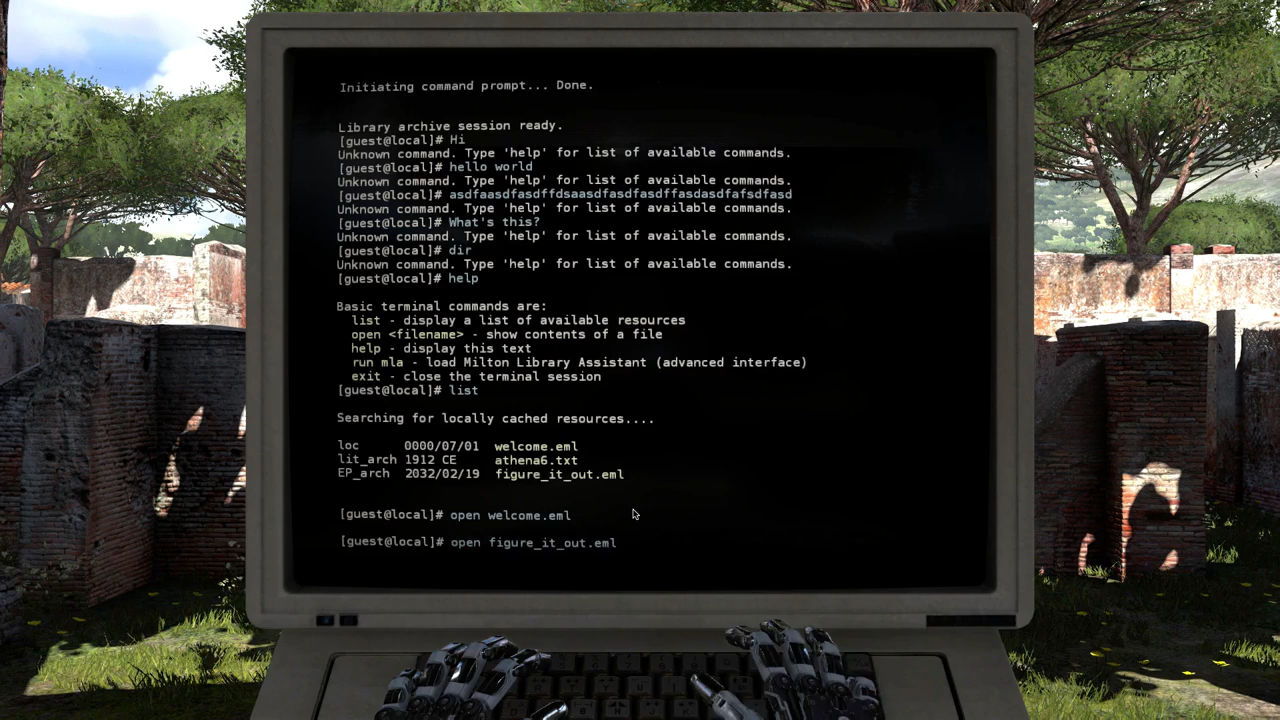 Initiating command prompt... Done.
Library archive session ready.
[guest@local]# Hi
Unknown command. Type 'help' for list of available commands.
[guest@local]# hello world
Unknown command. Type 'help' for list of available commands.
[guest@local]# asdfaasdfasdffdsaasdfasdfasdffasdasdfafsdfasd
Unknown command. Type 'help' for list of available commands.
[guest@local]# What's this?
Unknown command. Type 'help' for list of available commands.
[guest@local]# dir
Unknown command. Type 'help' for list of available commands.
[guest@local]# help
Basic terminal commands are:
list - display a list of available resources
open <filename> - show contents of a file
help - display this text
run mla - load Milton Library Assistant (advanced interface)
exit - close the terminal session
[guest@local]# list
Searching for locally cached resources....
loc 0000/07/01 welcome.eml
lit_arch 1912 CE athena6.txt
EP_arch 2032/02/19 figure_it_out.eml
[guest@local]# open welcome.eml
[guest@local]# open figure_it_out.eml